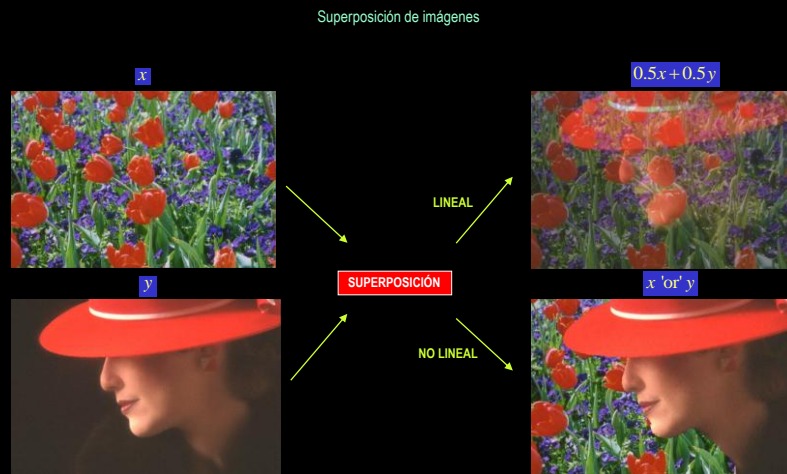 Superposición de imágenes
x
0.5x+0.5y
LINEAL
y
SUPERPOSICIÓN
x 'or' y
NO LINEAL